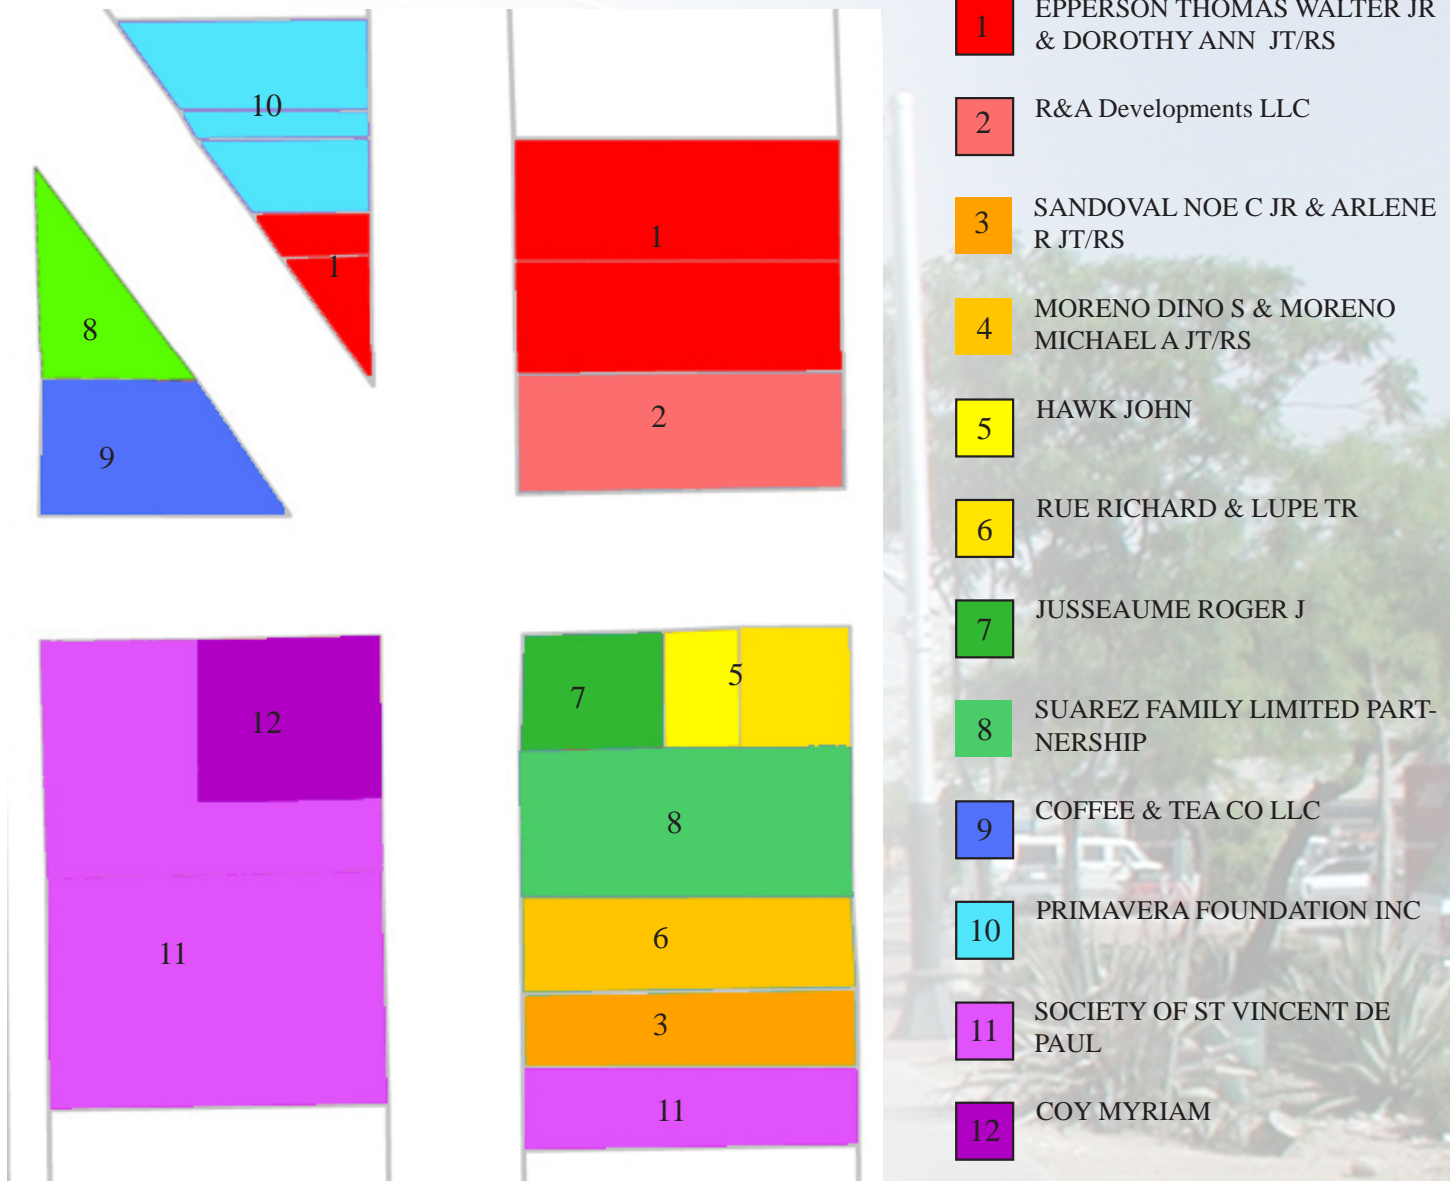 10
1
1
8
2
9
12
7
5
8
6
11
3
11
1 EPPERSON THOMAS WALTER JR
& DOROTHY ANN JT/RS
2 R&A Developments LLC
3 SANDOVAL NOE C JR & ARLENE
R JT/RS
4 MORENO DINO S & MORENO
MICHAEL A JT/RS
5 HAWK JOHN
6 RUE RICHARD & LUPE TR
7 JUSSEAUME ROGER J
8 SUAREZ FAMILY LIMITED PART-
NERSHIP
9 COFFEE & TEA CO LLC
10 PRIMAVERA FOUNDATION INC
11 SOCIETY OF ST VINCENT DE
PAUL
12 COY MYRIAM